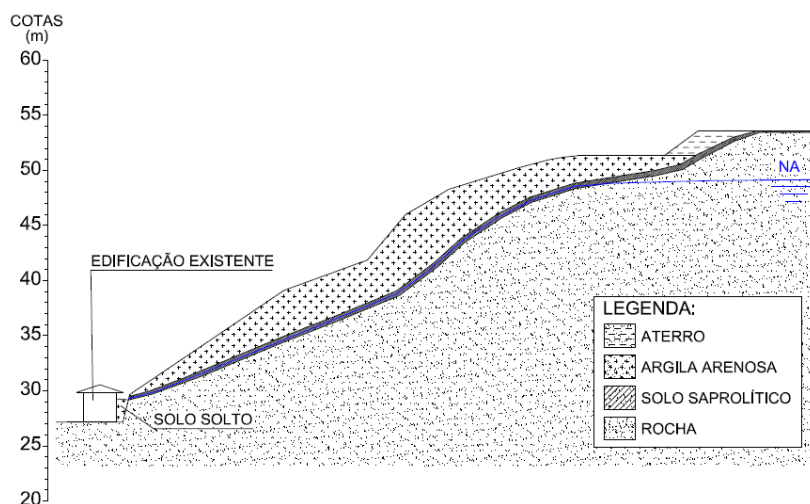 COTAS
(m)
60
55
50
45
40
35
30
25
20
NA
EDIFICAÇÃO EXISTENTE
SOLO SOLTO
LEGENDA:
ATERRO
ARGILA ARENOSA
SOLO SAPROLÍTICO
ROCHA